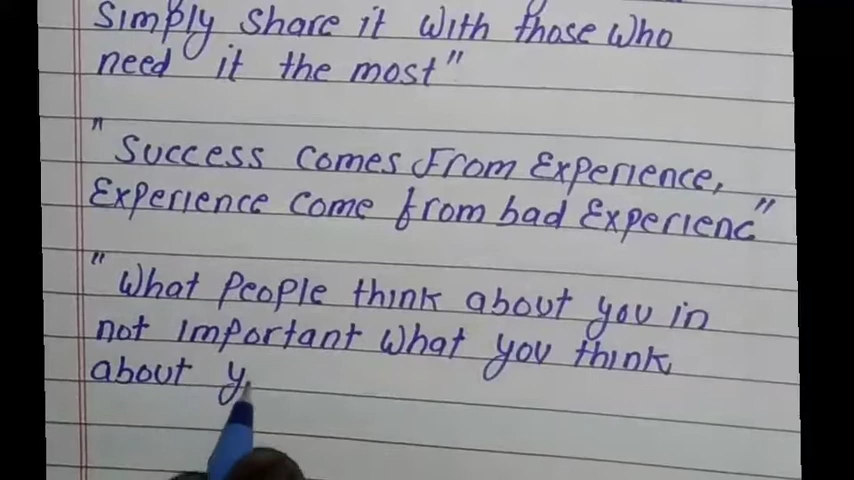 Simply share it with those who
need it the most"
"Success comes From Experience,
Experience come from bad Experienc"
"What People think about you in
not important what you think
about y